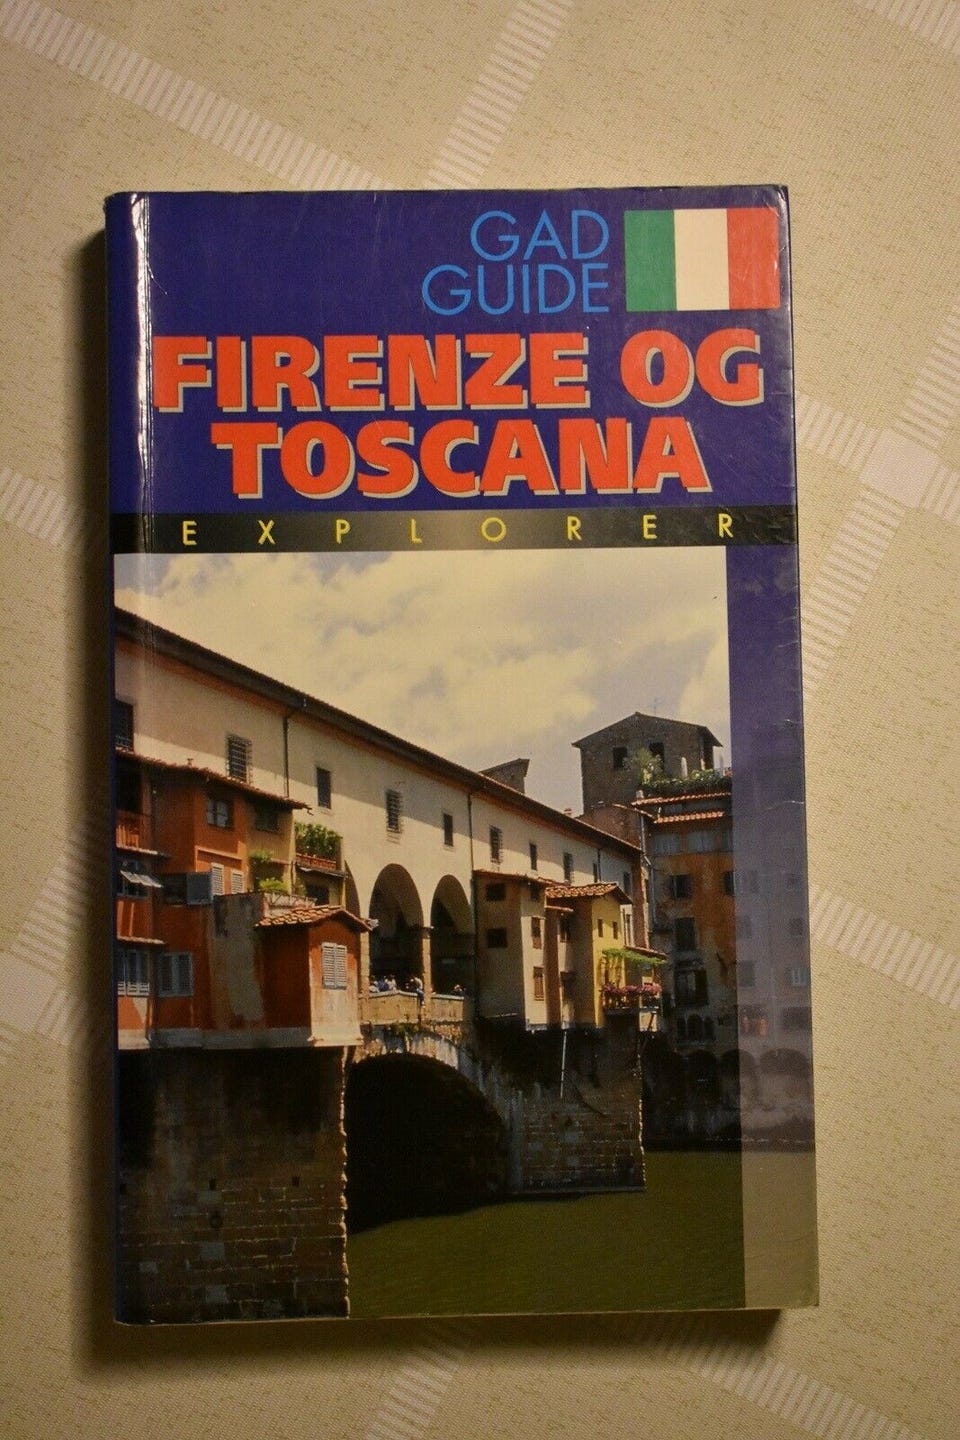 GAD
GUIDE
FIRENZE OG
TOSCANA
EXPLORER